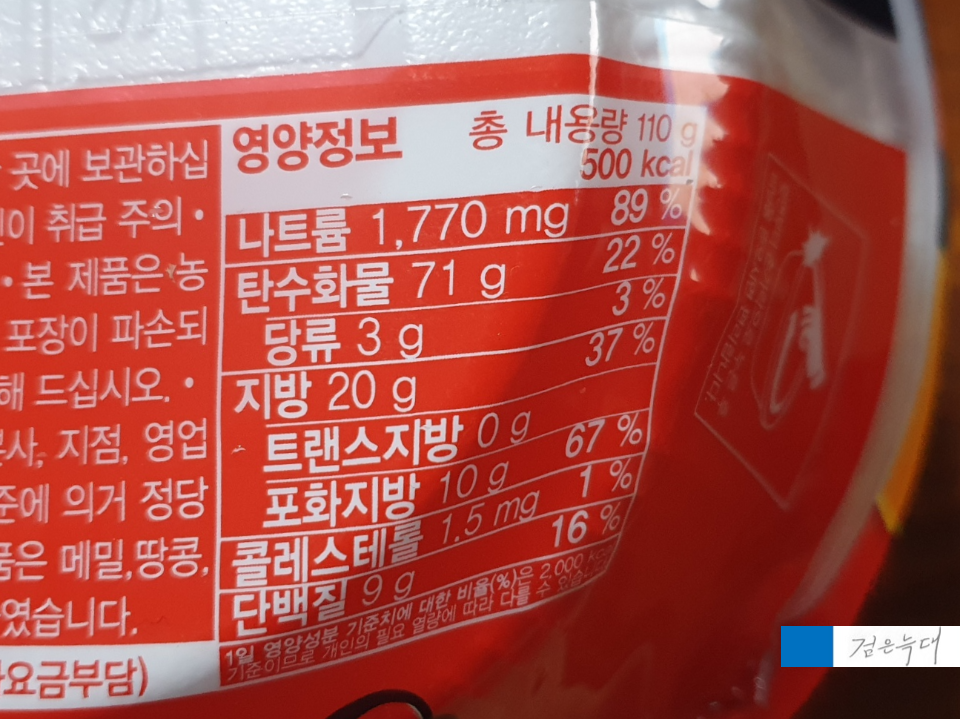 곳에 보관하십
이 취급 주의 •
• 본 제품은 농
포장이 파손되
해 드십시오. •
본사, 지점, 영업
준에 의거 정당
품은 메밀,땅콩,
였습니다.
요금부담)
영양정보
총 내용량 110 g
500 kcal
나트륨 1,770 mg 89 %
탄수화물 71 g 22 %
당류 3 g 3 %
지방 20 g 37 %
트랜스지방 0 g
포화지방 10 g 67 %
콜레스테롤 1.5 mg 1 %
단백질 9 g 16 %
1일 영양성분 기준치에 대한 비율(%)은 2,000 kcal
기준이므로 개인의 필요 열량에 따라 다를 수 있습니다
검은늑대